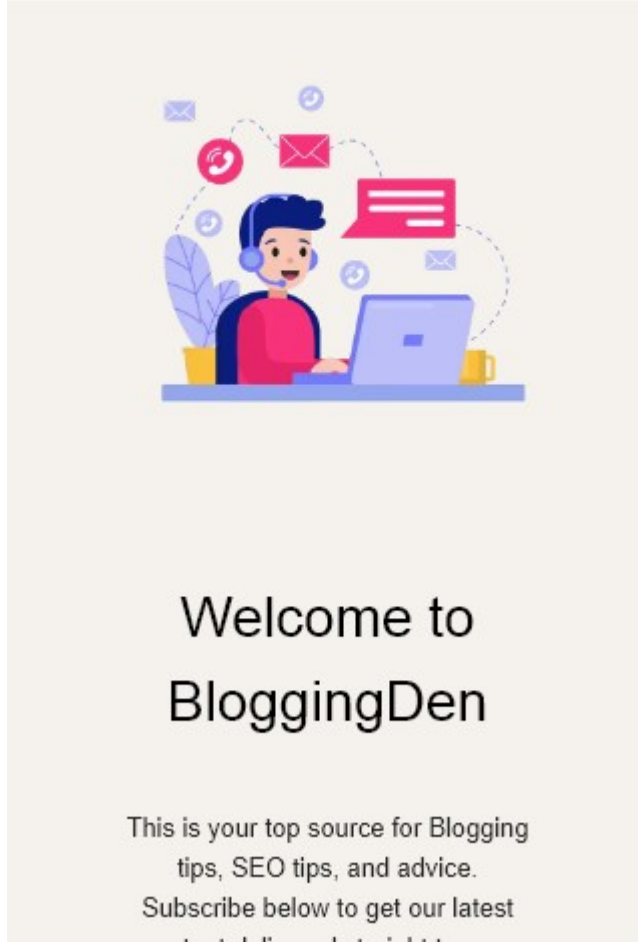 Welcome to
BloggingDen
This is your top source for Blogging
tips, SEO tips, and advice.
Subscribe below to get our latest